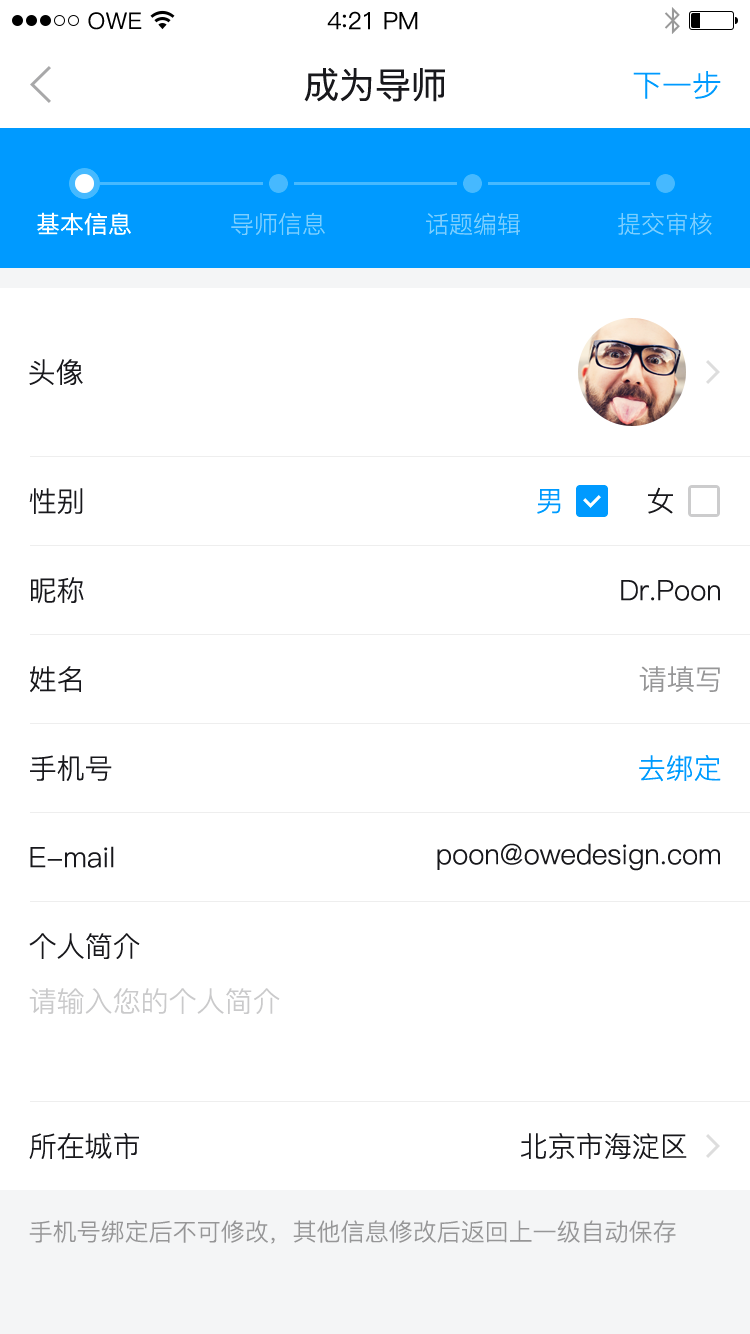 OWE 4:21 PM
成为导师 下一步
基本信息 导师信息 话题编辑 提交审核
头像
性别 男 女
昵称 Dr.Poon
姓名 请填写
手机号 去绑定
E-mail poon@owedesign.com
个人简介
请输入您的个人简介
所在城市 北京市海淀区
手机号绑定后不可修改，其他信息修改后返回上一级自动保存